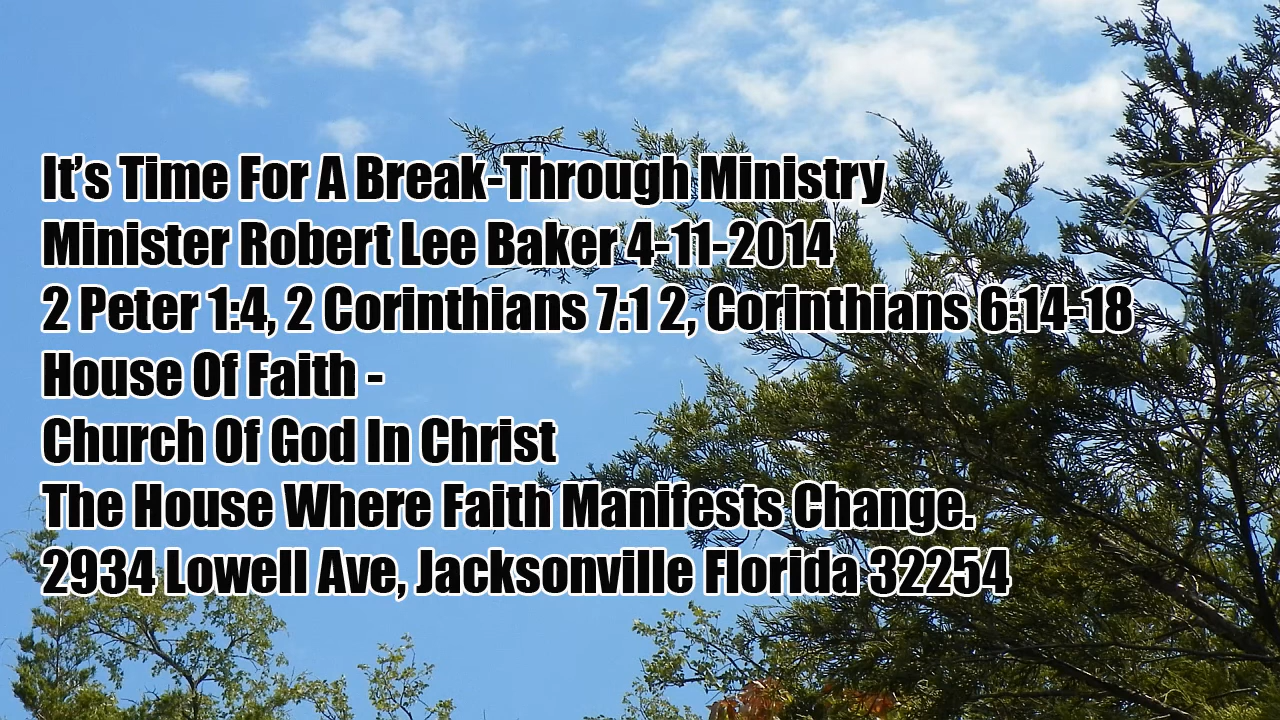 It's Time For A Break-Through Ministry
Minister Robert Lee Baker 4-11-2014
2 Peter 1:4, 2 Corinthians 7:1 2, Corinthians 6:14-18
House Of Faith -
Church Of God In Christ
The House Where Faith Manifests Change.
2934 Lowell Ave, Jacksonville Florida 32254